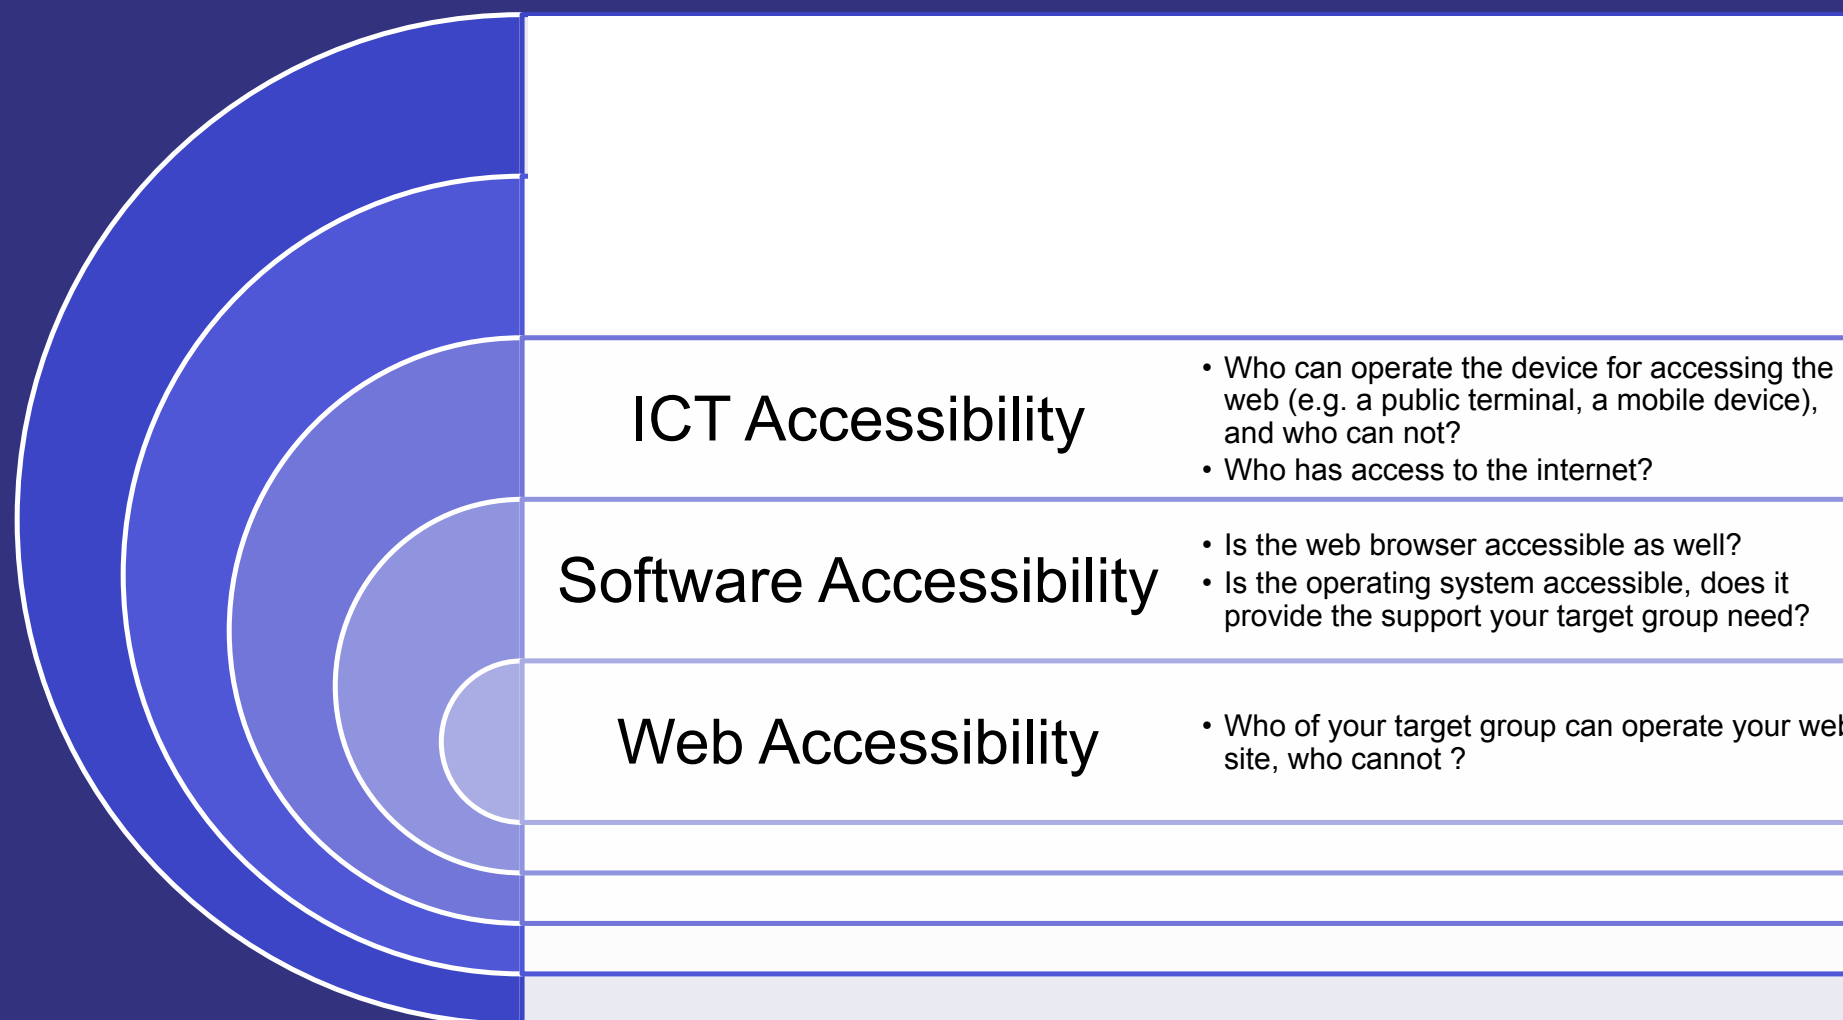 ICT Accessibility
• Who can operate the device for accessing the
web (e.g. a public terminal, a mobile device),
and who can not?
• Who has access to the internet?
Software Accessibility
• Is the web browser accessible as well?
• Is the operating system accessible, does it
provide the support your target group need?
Web Accessibility
• Who of your target group can operate your web
site, who cannot ?